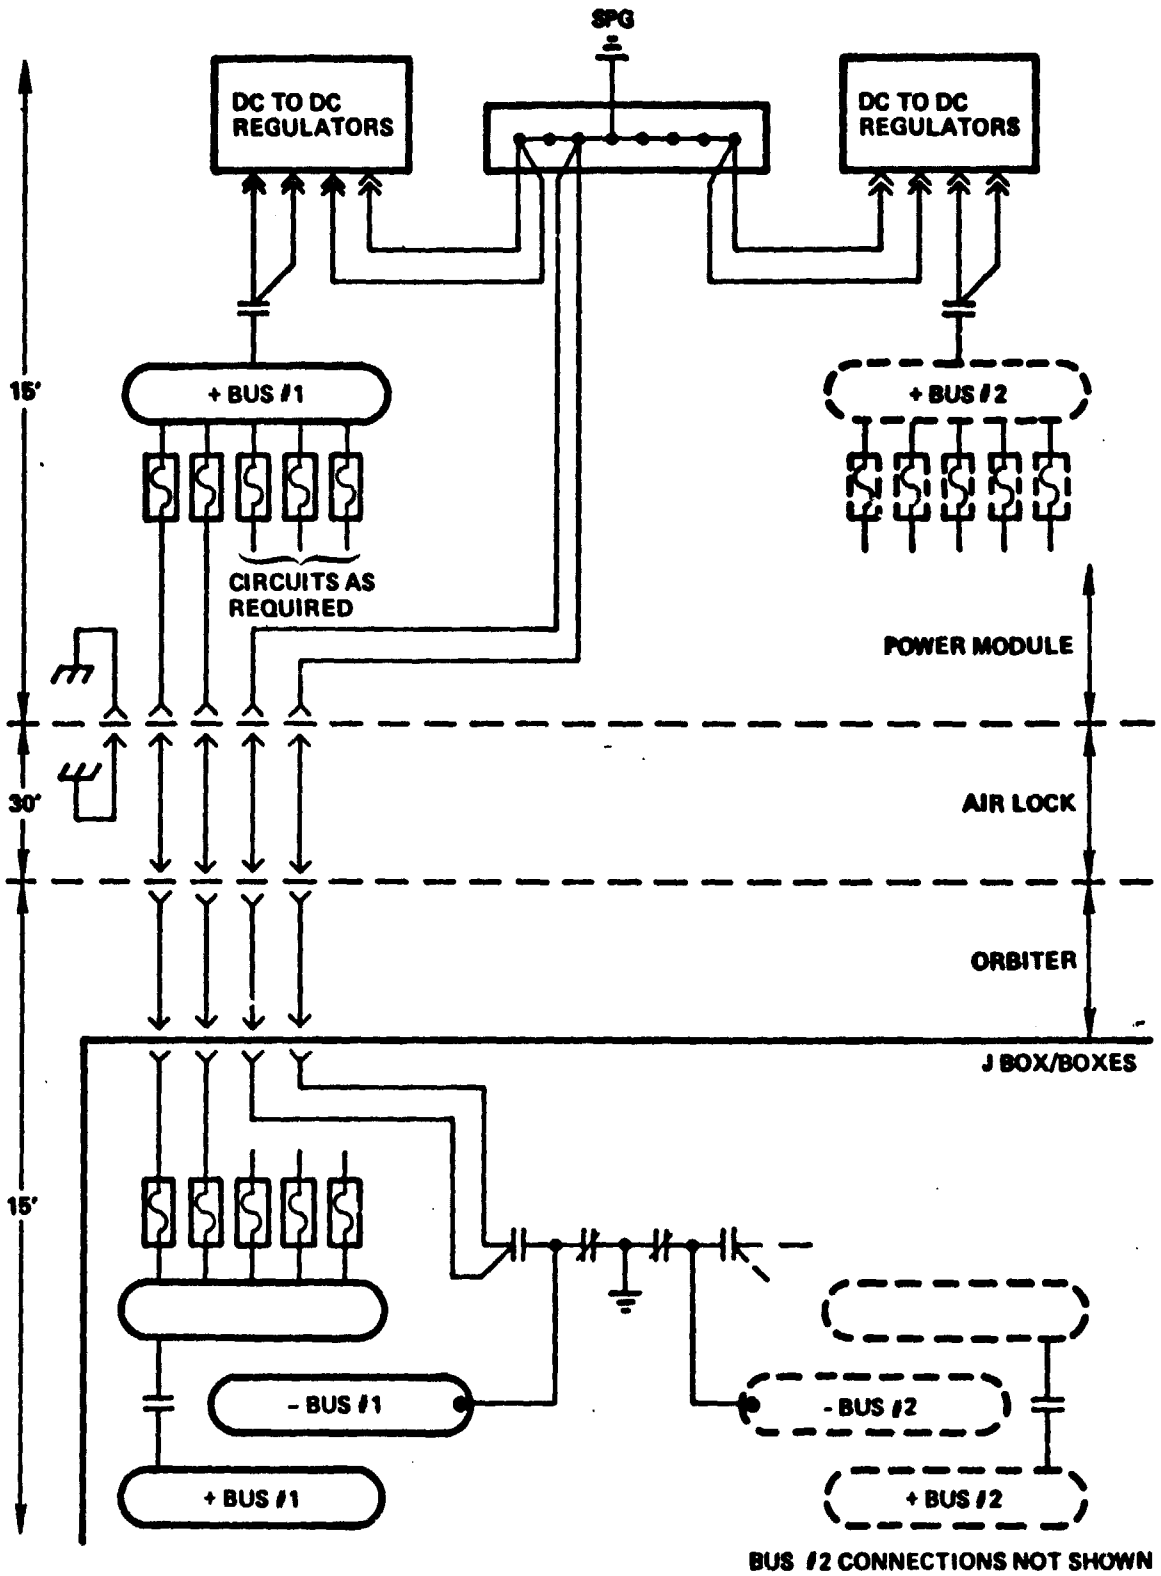 SPG
DC TO DC
REGULATORS
DC TO DC
REGULATORS
15'
+ BUS #1
+ BUS #2
CIRCUITS AS
REQUIRED
POWER MODULE
30'
AIR LOCK
ORBITER
J BOX/BOXES
15'
- BUS #1
- BUS #2
+ BUS #1
+ BUS #2
BUS #2 CONNECTIONS NOT SHOWN